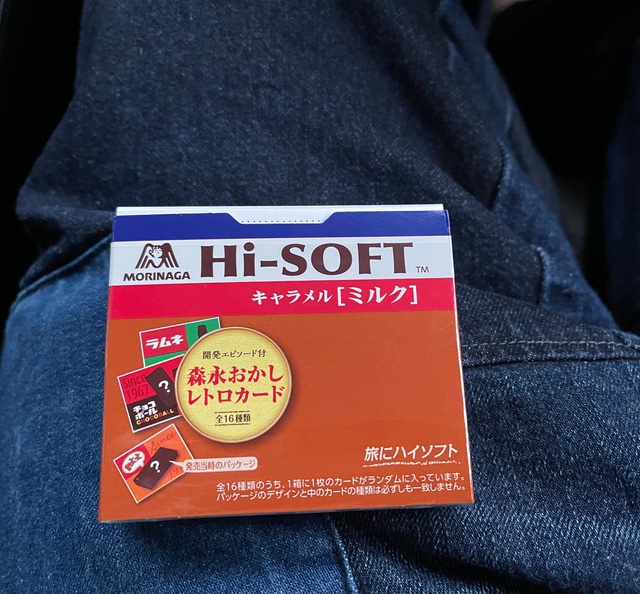 MORINAGA
Hi-SOFT TM
キャラメル[ミルク]
ラムネ
開発エピソード付
森永おかし
レトロカード
全16種類
Since
1967
?
チョコ
ボール
CHOCOBALL
?
発売当時のパッケージ
旅にハイソフト
全16種類のうち、1箱に1枚のカードがランダムに入っています。
パッケージのデザインと中のカードの種類は必ずしも一致しません。